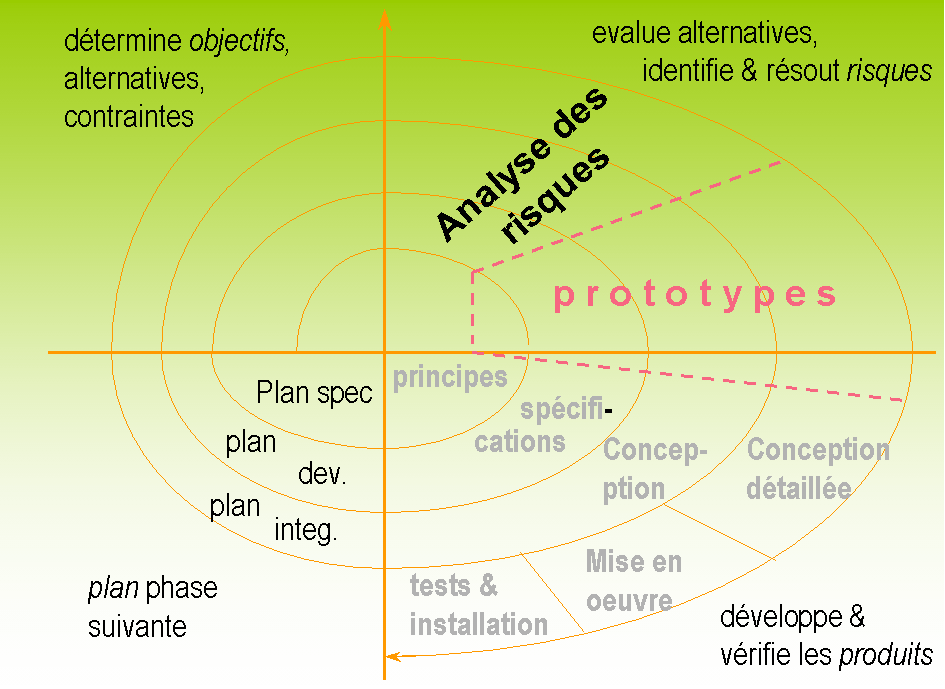 détermine objectifs,
alternatives,
contraintes
evalue alternatives,
identifie & résout risques
Analyse des
risques
prototypes
Plan spec
plan
dev.
plan
integ.
plan phase
suivante
principes
spécifi-
cations
Concep-
ption
Conception
détaillée
Mise en
oeuvre
tests &
installation
développe &
vérifie les produits